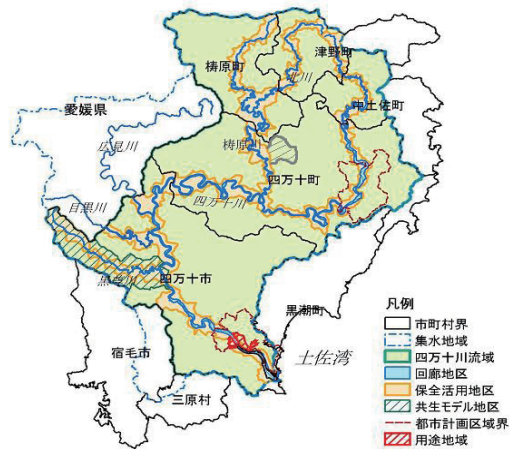 津野町
梼原町
北川
中土佐町
愛媛県
広見川
梼原川
四万十町
四万十川
目黒川
黒尊川
四万十市
黒潮町
土佐湾
宿毛市
三原村
凡例
市町村界
集水地域
四万十川流域
回廊地区
保全活用地区
共生モデル地区
都市計画区域界
用途地域